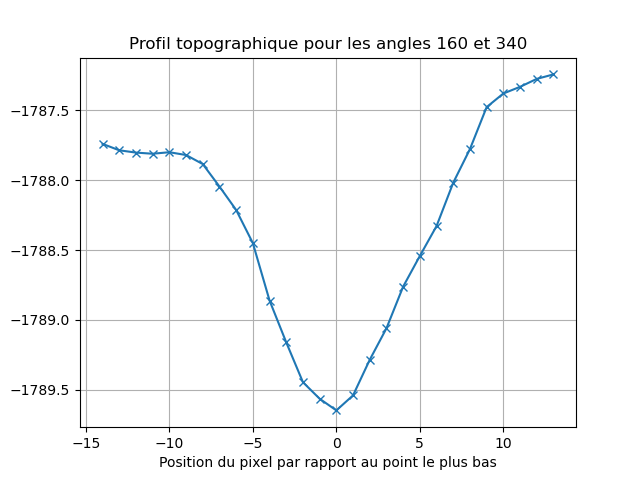 Profil topographique pour les angles 160 et 340
−1787.5
−1788.0
−1788.5
−1789.0
−1789.5
−15 −10 −5 0 5 10
Position du pixel par rapport au point le plus bas